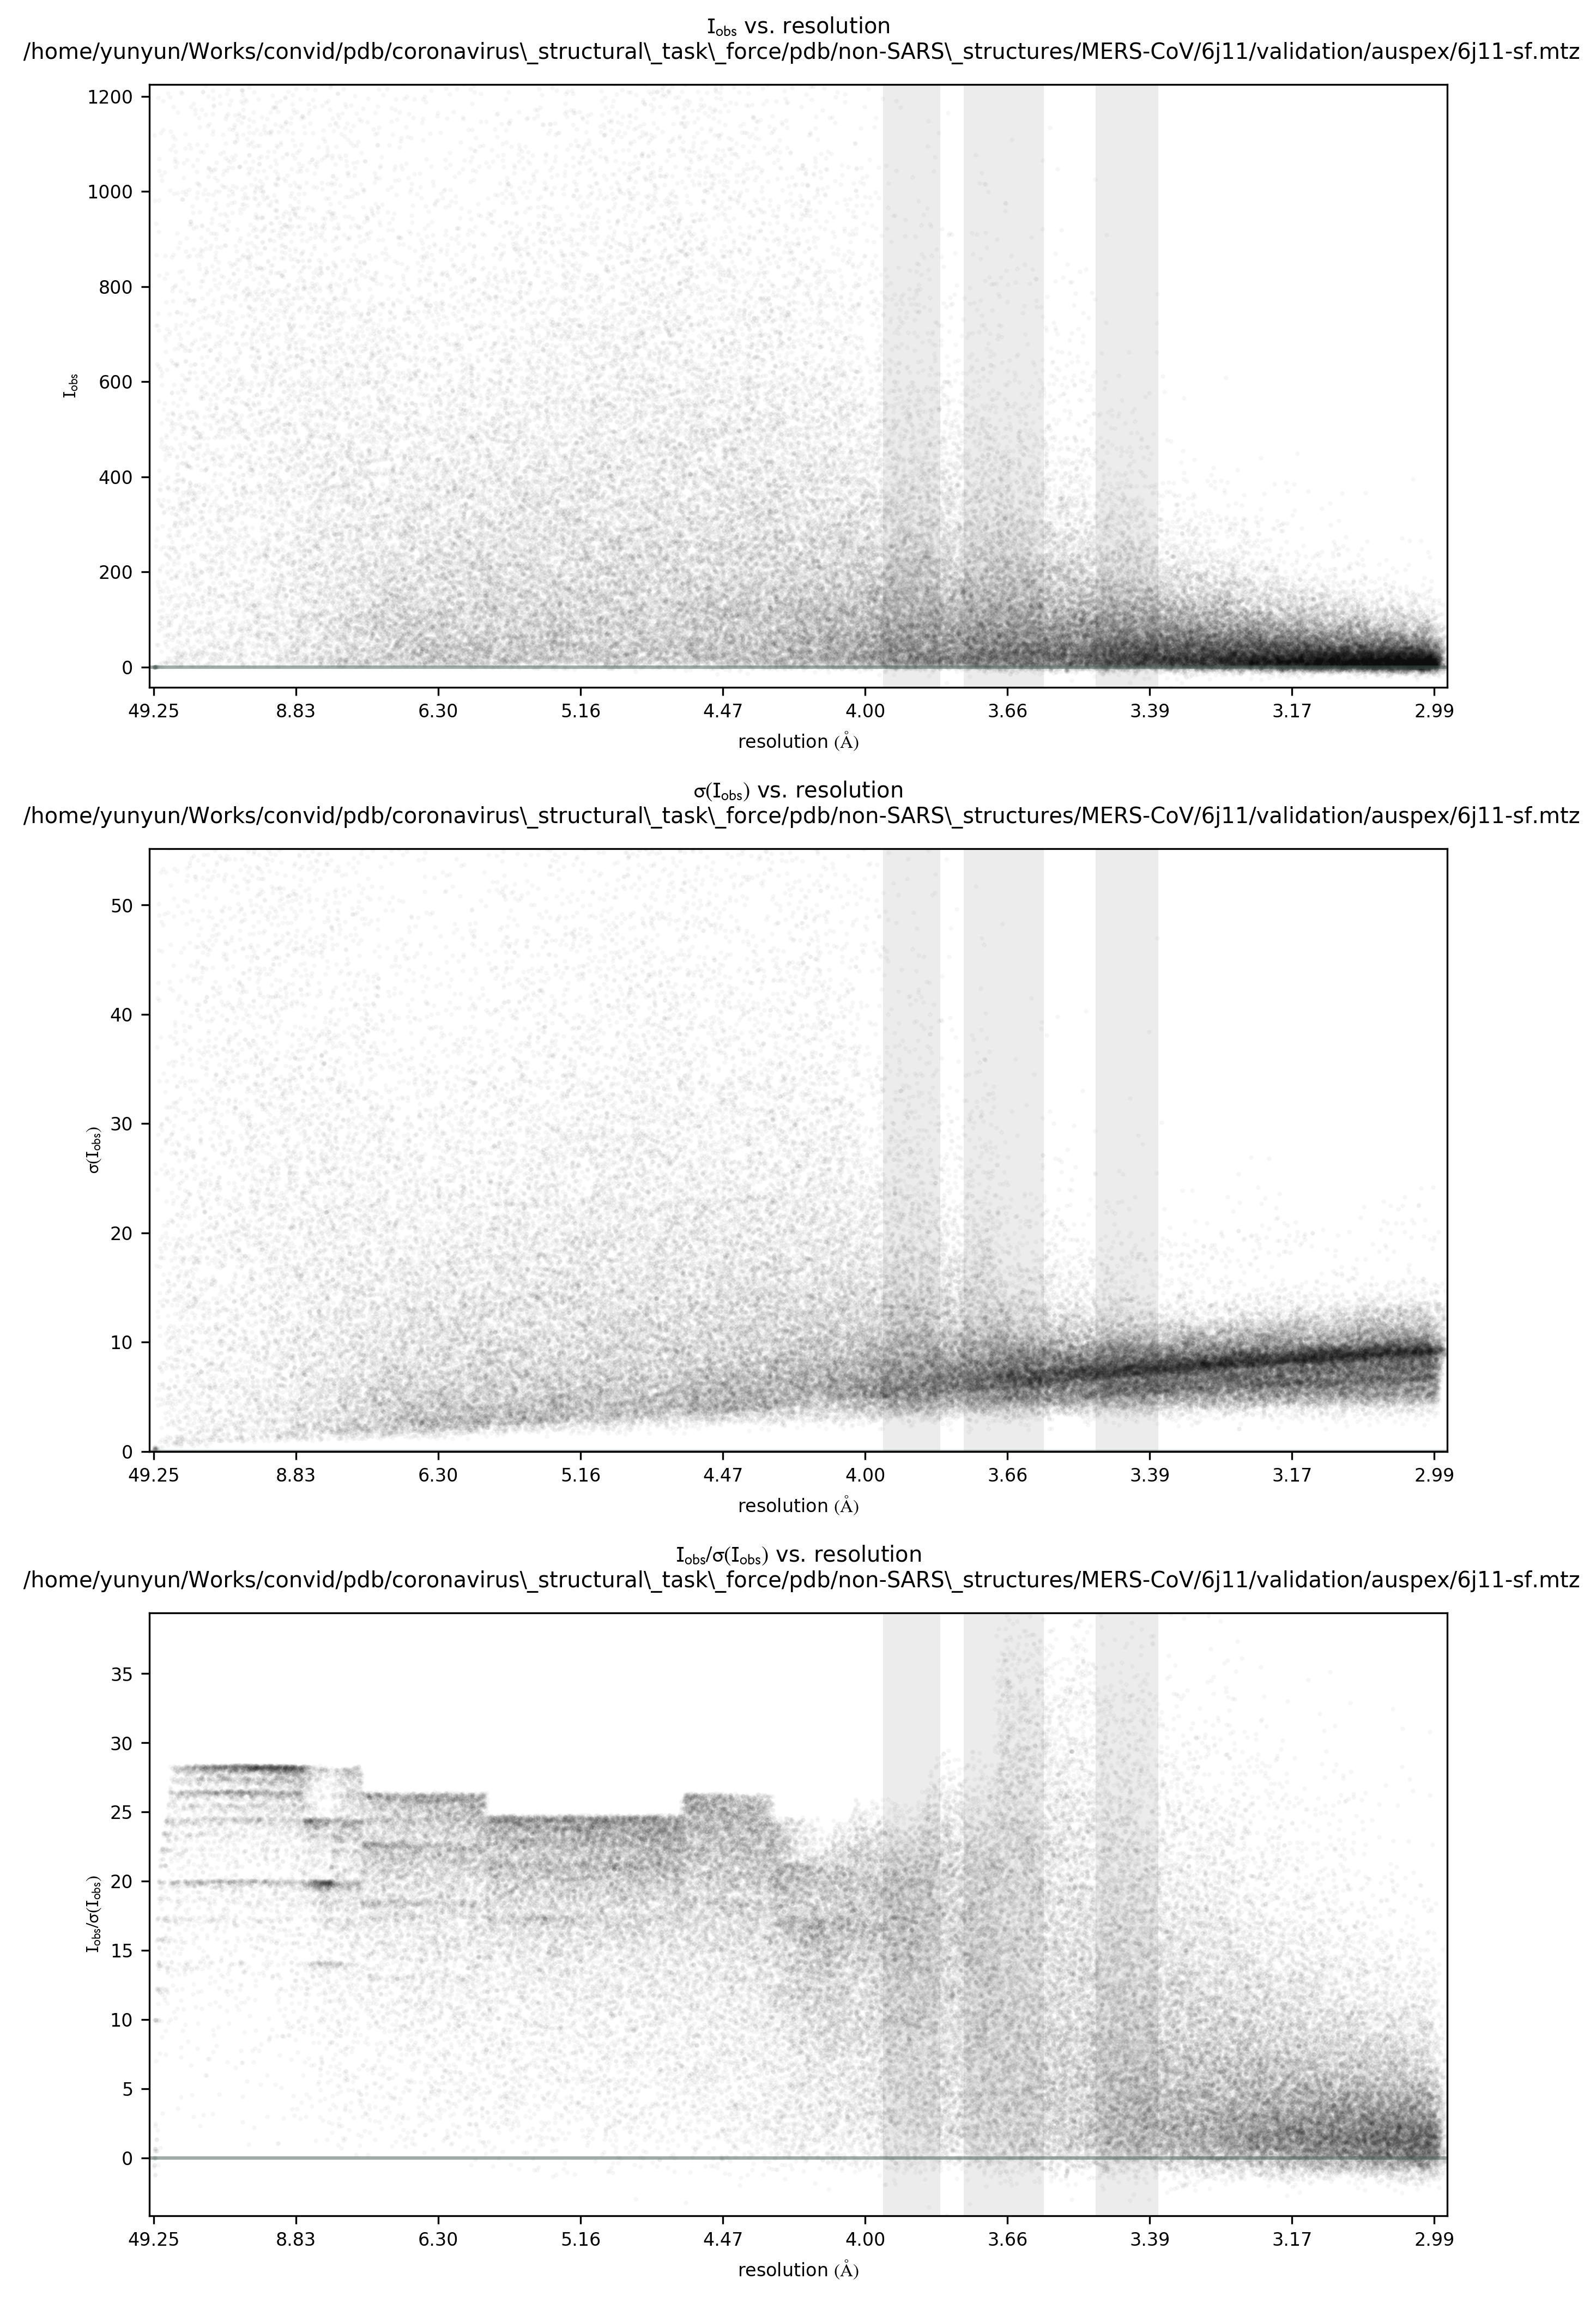 Iobs vs. resolution
/home/yunyun/Works/convid/pdb/coronavirus\_structural\_task\_force/pdb/non-SARS\_structures/MERS-CoV/6j11/validation/auspex/6j11-sf.mtz
1200
1000
800
600
400
200
0
Iobs
49.25 8.83 6.30 5.16 4.47 4.00 3.66 3.39 3.17 2.99
resolution (Å)
σ(Iobs) vs. resolution
/home/yunyun/Works/convid/pdb/coronavirus\_structural\_task\_force/pdb/non-SARS\_structures/MERS-CoV/6j11/validation/auspex/6j11-sf.mtz
50
40
30
20
10
0
σ(Iobs)
49.25 8.83 6.30 5.16 4.47 4.00 3.66 3.39 3.17 2.99
resolution (Å)
Iobs/σ(Iobs) vs. resolution
/home/yunyun/Works/convid/pdb/coronavirus\_structural\_task\_force/pdb/non-SARS\_structures/MERS-CoV/6j11/validation/auspex/6j11-sf.mtz
35
30
25
20
15
10
5
0
Iobs/σ(Iobs)
49.25 8.83 6.30 5.16 4.47 4.00 3.66 3.39 3.17 2.99
resolution (Å)